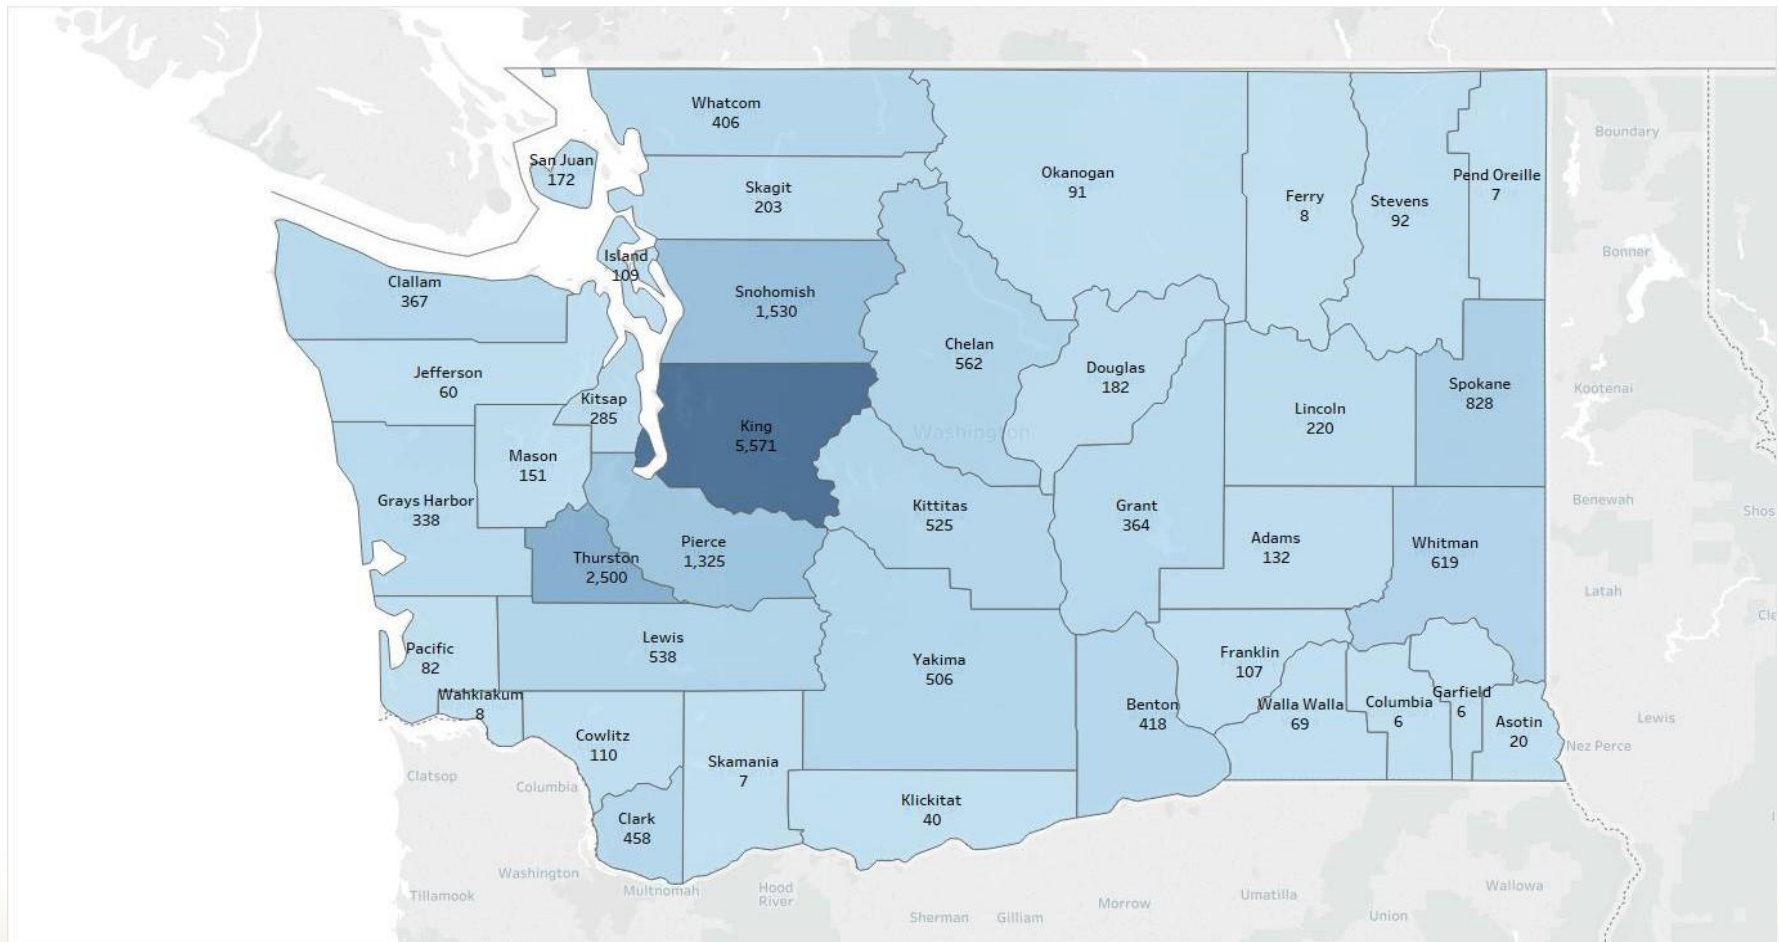 Whatcom
406
San Juan
172
Skagit
203
Okanogan
91
Ferry
8
Stevens
92
Pend Oreille
7
Boundary
Bonner
Island
109
Clallam
367
Snohomish
1,530
Chelan
562
Douglas
182
Jefferson
60
Kitsap
285
King
5,571
Washington
Lincoln
220
Spokane
828
Kootenai
Mason
151
Grays Harbor
338
Kittitas
525
Grant
364
Adams
132
Whitman
619
Benewah
Shos
Thurston
2,500
Pierce
1,325
Latah
Cle
Pacific
82
Lewis
538
Yakima
506
Franklin
107
Wahkiakum
8
Benton
418
Walla Walla
69
Columbia
6
Garfield
6
Asotin
20
Lewis
Nez Perce
Cowlitz
110
Skamania
7
Klickitat
40
Clark
458
Clatsop
Columbia
Washington
Tillamook
Multnomah
Hood
River
Sherman
Gilliam
Morrow
Umatilla
Union
Wallowa